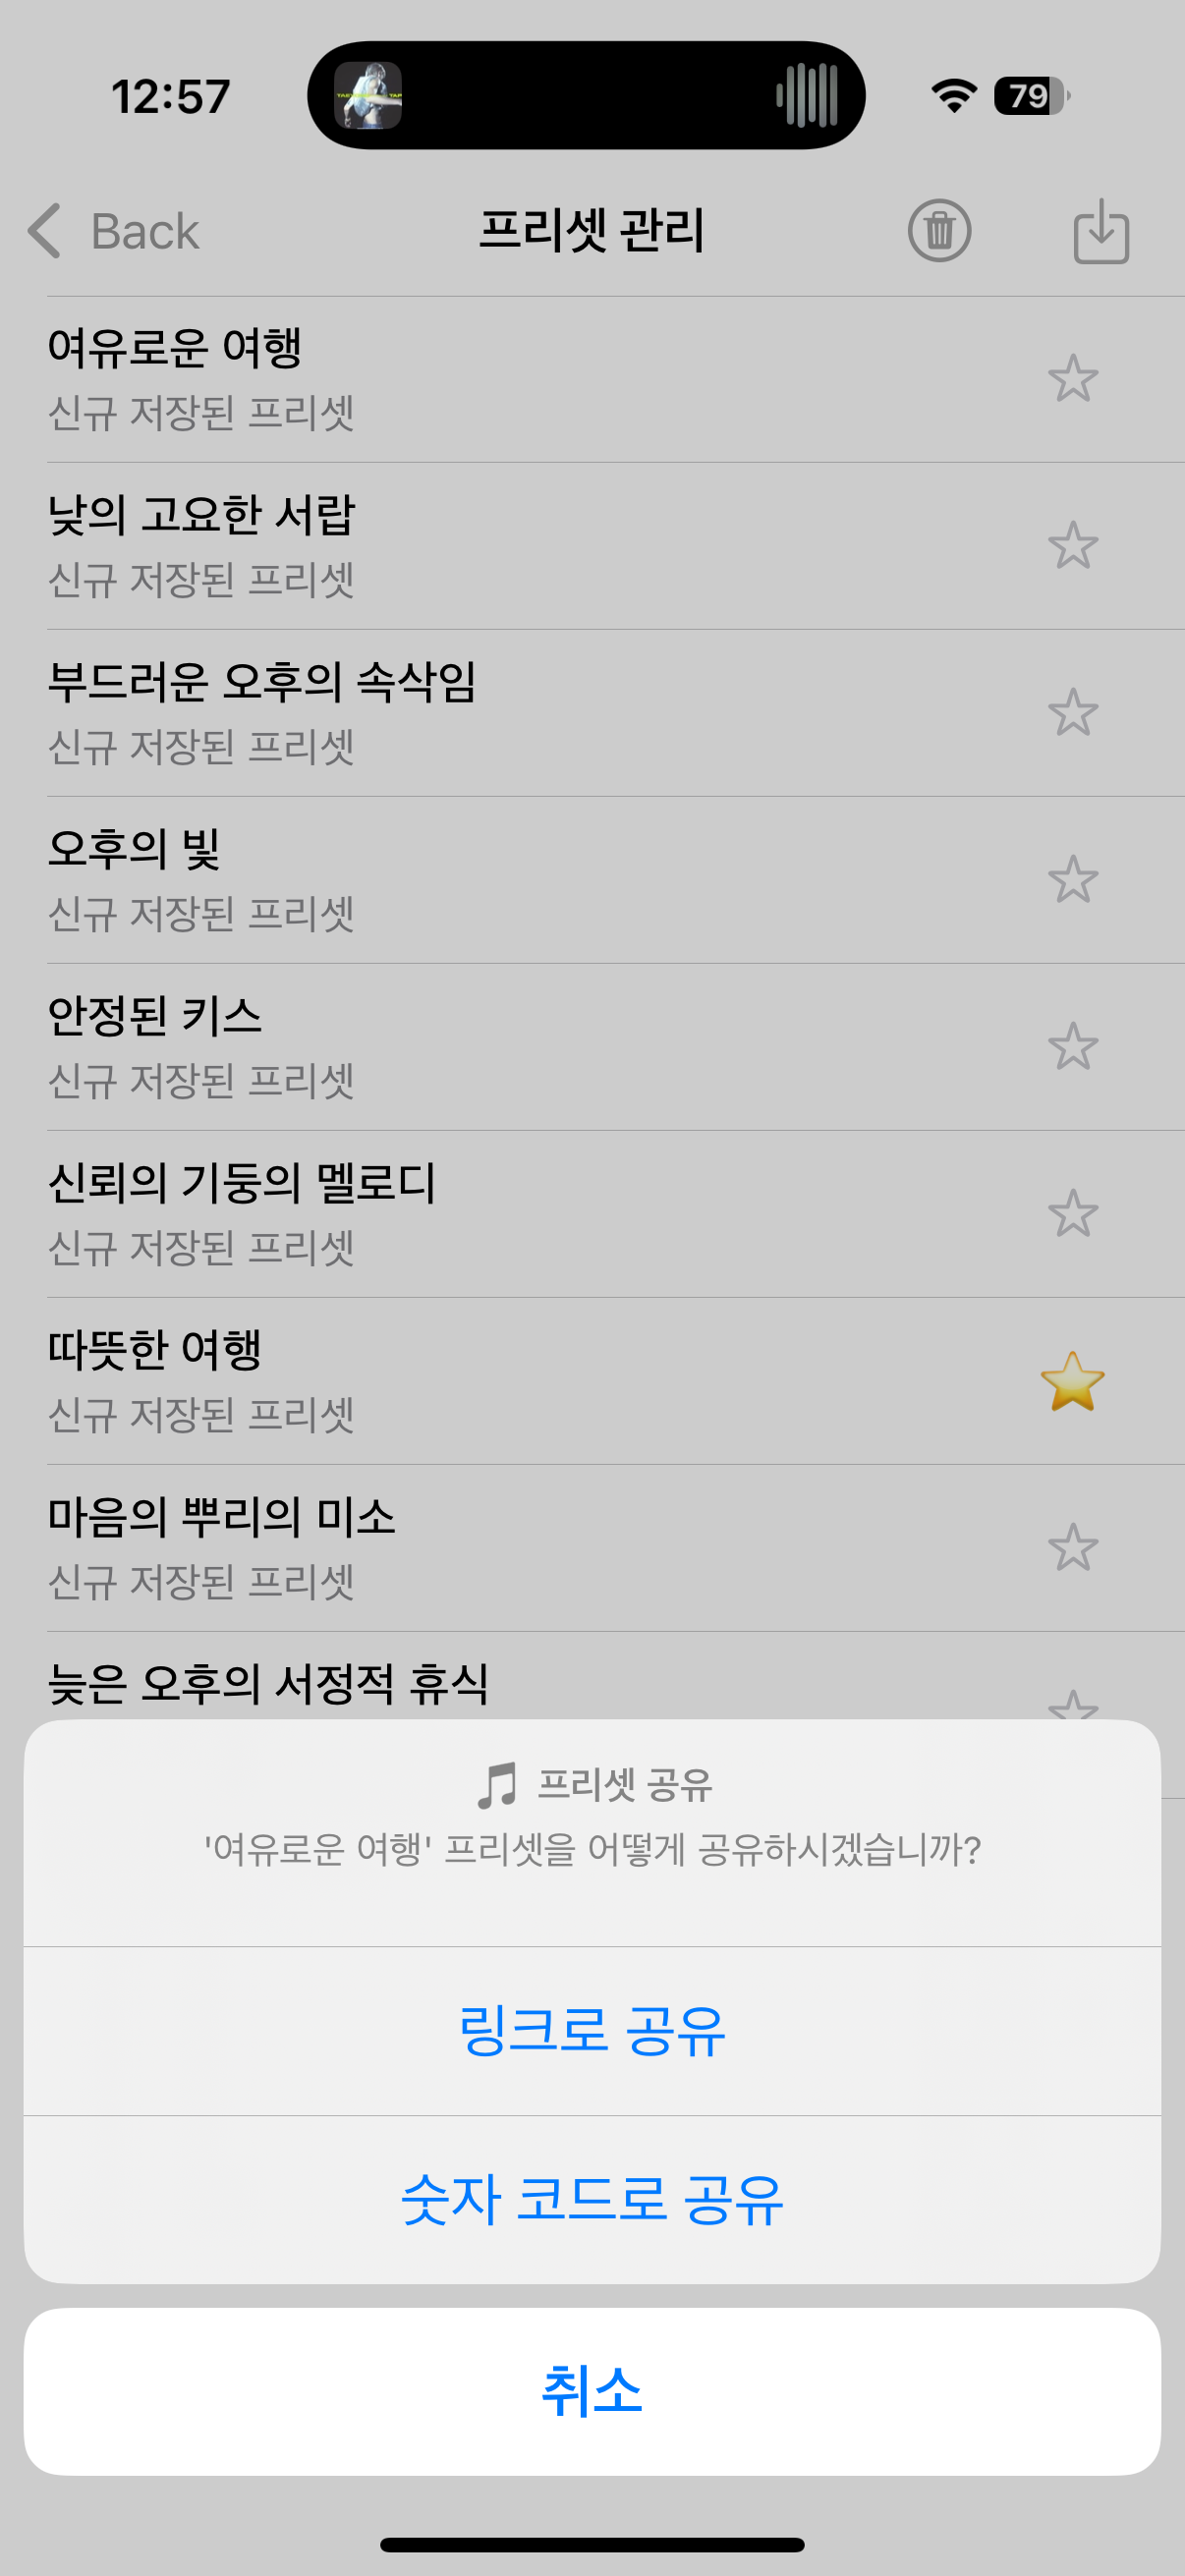 12:57
79
Back
프리셋 관리
여유로운 여행
신규 저장된 프리셋
낮의 고요한 서랍
신규 저장된 프리셋
부드러운 오후의 속삭임
신규 저장된 프리셋
오후의 빛
신규 저장된 프리셋
안정된 키스
신규 저장된 프리셋
신뢰의 기둥의 멜로디
신규 저장된 프리셋
따뜻한 여행
신규 저장된 프리셋
마음의 뿌리의 미소
신규 저장된 프리셋
늦은 오후의 서정적 휴식
프리셋 공유
'여유로운 여행' 프리셋을 어떻게 공유하시겠습니까?
링크로 공유
숫자 코드로 공유
취소